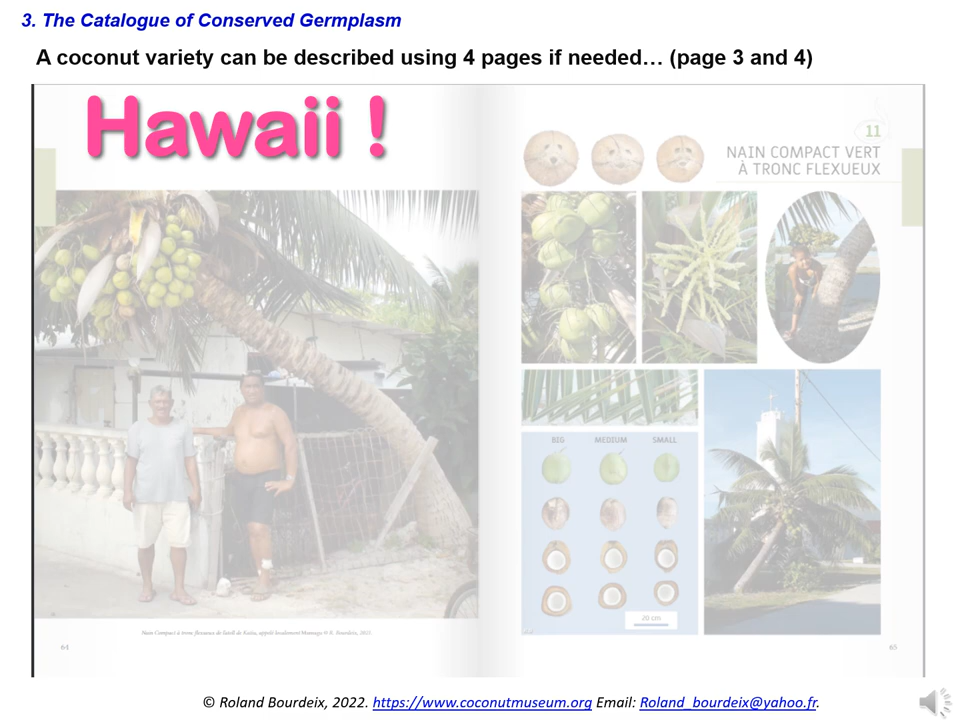 3. The Catalogue of Conserved Germplasm
A coconut variety can be described using 4 pages if needed… (page 3 and 4)
Hawaii !
11
NAIN COMPACT VERT
À TRONC FLEXUEUX
BIG MEDIUM SMALL
20 cm
64
65
© Roland Bourdeix, 2022. https://www.coconutmuseum.org Email: Roland_bourdeix@yahoo.fr.